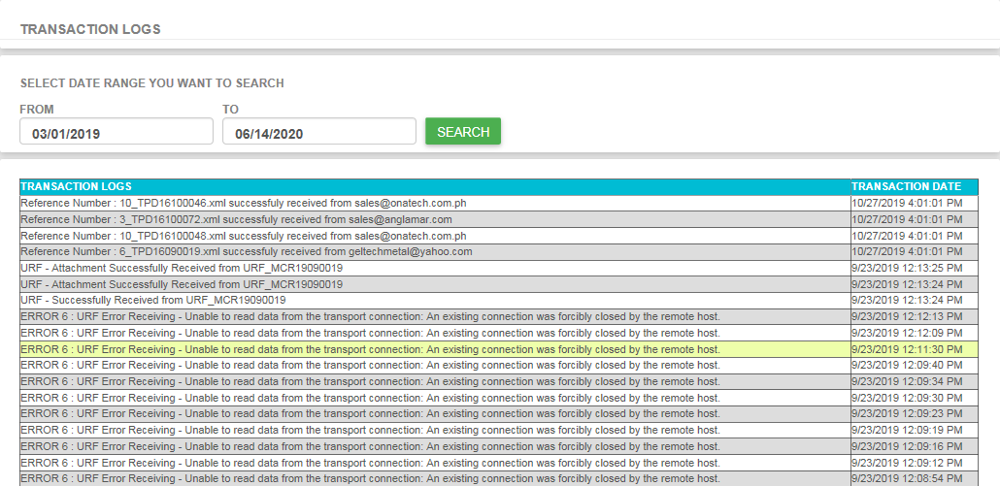 TRANSACTION LOGS
SELECT DATE RANGE YOU WANT TO SEARCH
FROM TO
03/01/2019 06/14/2020 SEARCH
TRANSACTION LOGS TRANSACTION DATE
Reference Number : 10_TPD16100046.xml successfuly received from sales@onatech.com.ph 10/27/2019 4:01:01 PM
Reference Number : 3_TPD16100072.xml successfuly received from sales@anglamar.com 10/27/2019 4:01:01 PM
Reference Number : 10_TPD16100048.xml successfuly received from sales@onatech.com.ph 10/27/2019 4:01:01 PM
Reference Number : 6_TPD16090019.xml successfuly received from geltechmetal@yahoo.com 10/27/2019 4:01:01 PM
URF - Attachment Successfully Received from URF_MCR19090019 9/23/2019 12:13:25 PM
URF - Attachment Successfully Received from URF_MCR19090019 9/23/2019 12:13:24 PM
URF - Successfully Received from URF_MCR19090019 9/23/2019 12:13:24 PM
ERROR 6 : URF Error Receiving - Unable to read data from the transport connection: An existing connection was forcibly closed by the remote host. 9/23/2019 12:12:13 PM
ERROR 6 : URF Error Receiving - Unable to read data from the transport connection: An existing connection was forcibly closed by the remote host. 9/23/2019 12:12:09 PM
ERROR 6 : URF Error Receiving - Unable to read data from the transport connection: An existing connection was forcibly closed by the remote host. 9/23/2019 12:11:30 PM
ERROR 6 : URF Error Receiving - Unable to read data from the transport connection: An existing connection was forcibly closed by the remote host. 9/23/2019 12:09:40 PM
ERROR 6 : URF Error Receiving - Unable to read data from the transport connection: An existing connection was forcibly closed by the remote host. 9/23/2019 12:09:34 PM
ERROR 6 : URF Error Receiving - Unable to read data from the transport connection: An existing connection was forcibly closed by the remote host. 9/23/2019 12:09:30 PM
ERROR 6 : URF Error Receiving - Unable to read data from the transport connection: An existing connection was forcibly closed by the remote host. 9/23/2019 12:09:23 PM
ERROR 6 : URF Error Receiving - Unable to read data from the transport connection: An existing connection was forcibly closed by the remote host. 9/23/2019 12:09:19 PM
ERROR 6 : URF Error Receiving - Unable to read data from the transport connection: An existing connection was forcibly closed by the remote host. 9/23/2019 12:09:16 PM
ERROR 6 : URF Error Receiving - Unable to read data from the transport connection: An existing connection was forcibly closed by the remote host. 9/23/2019 12:09:12 PM
ERROR 6 : URF Error Receiving - Unable to read data from the transport connection: An existing connection was forcibly closed by the remote host. 9/23/2019 12:08:54 PM